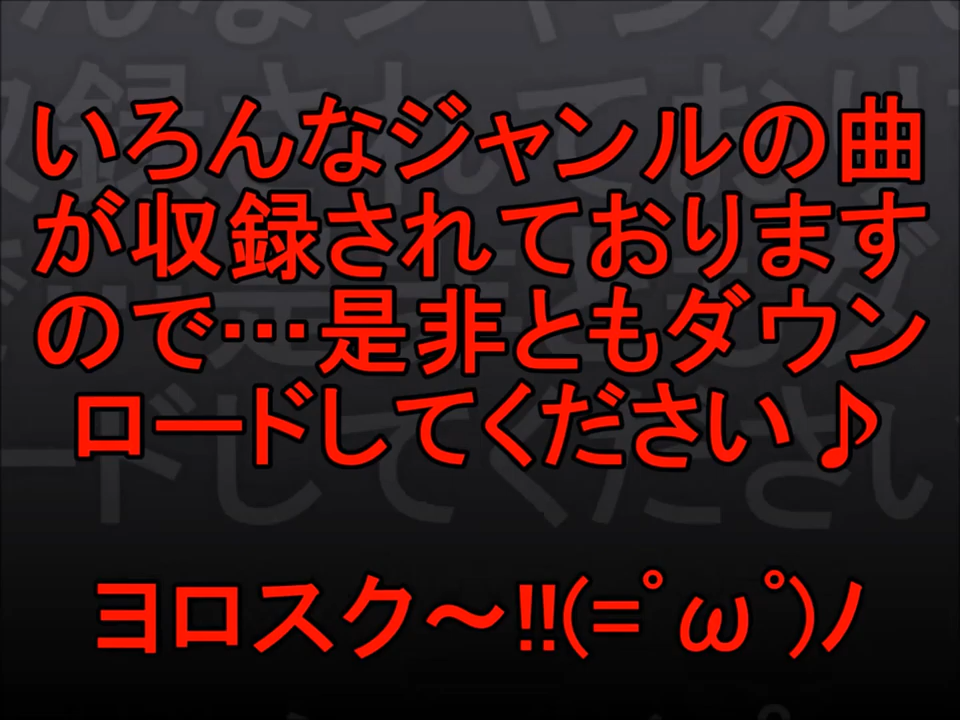 いろんなジャンルの曲
が収録されております
ので…是非ともダウン
ロードしてください♪
ヨロスク～!!(=ﾟωﾟ)ﾉ